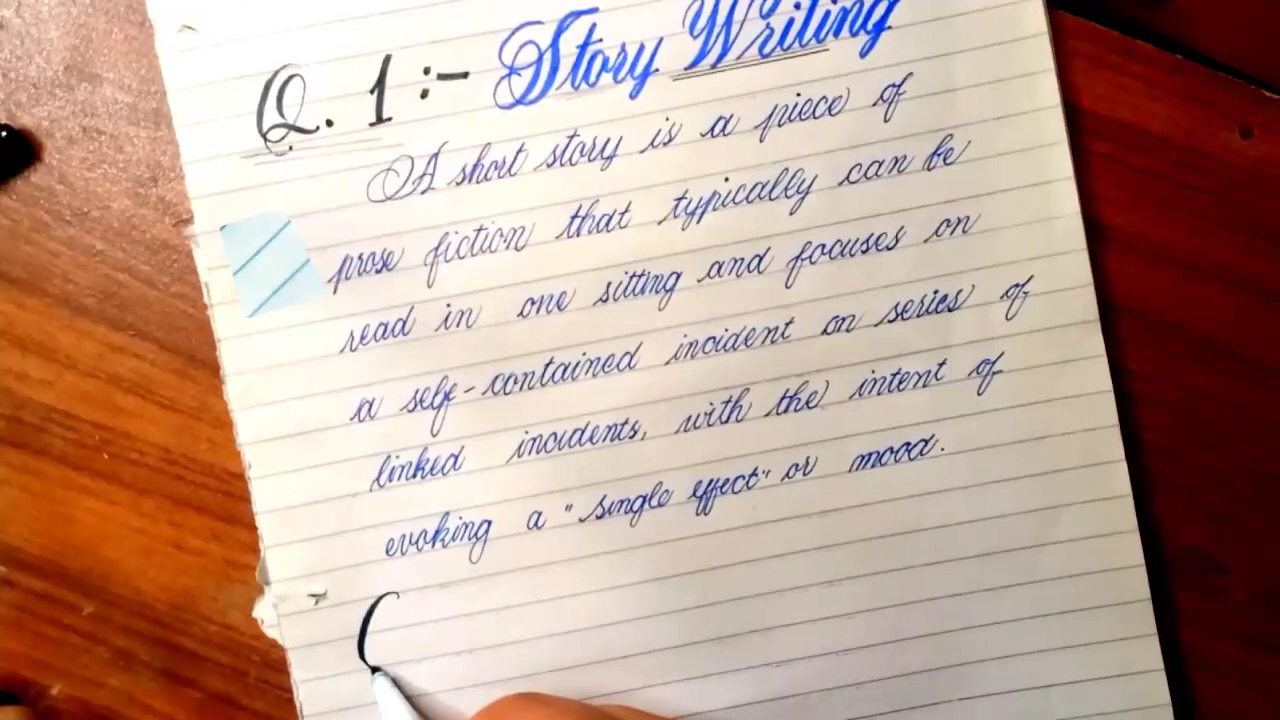 Q. 1 :- Story Writing
A short story is a piece of
prose fiction that typically can be
read in one sitting and focuses on
a self-contained incident on series of
linked incidents, with the intent of
evoking a "single effect" or mood.